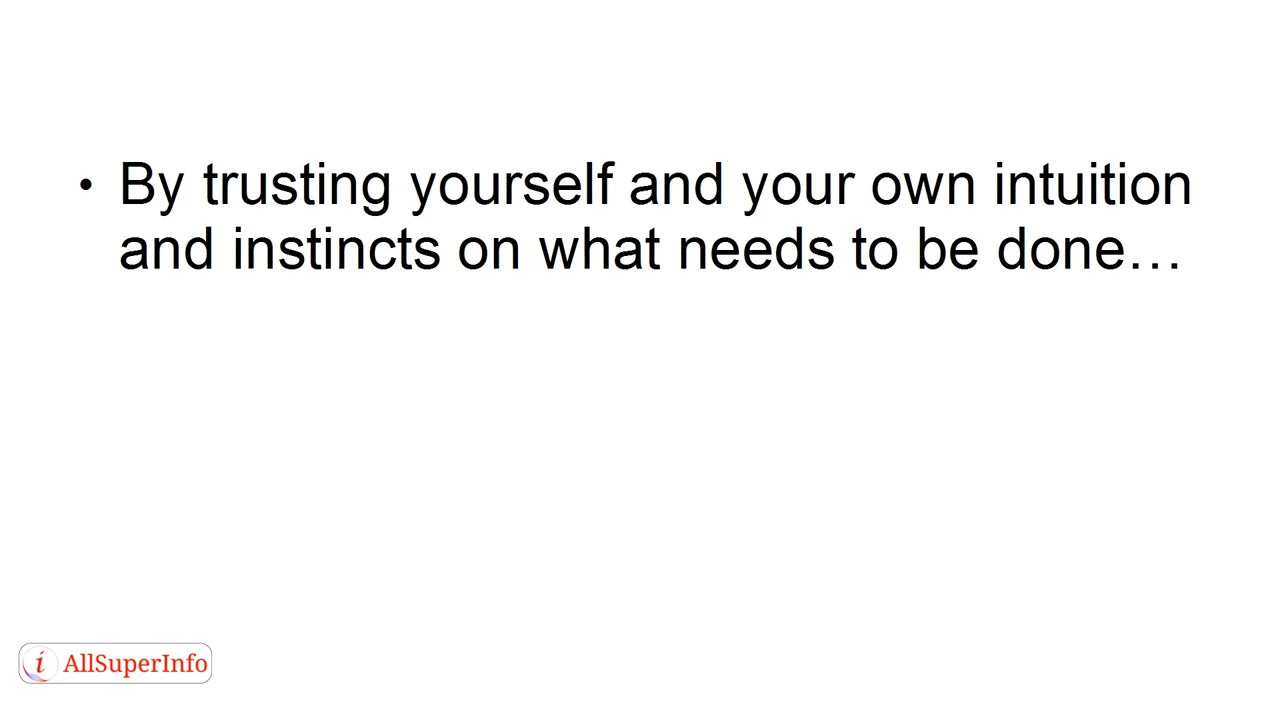 • By trusting yourself and your own intuition
and instincts on what needs to be done…
i AllSuperInfo